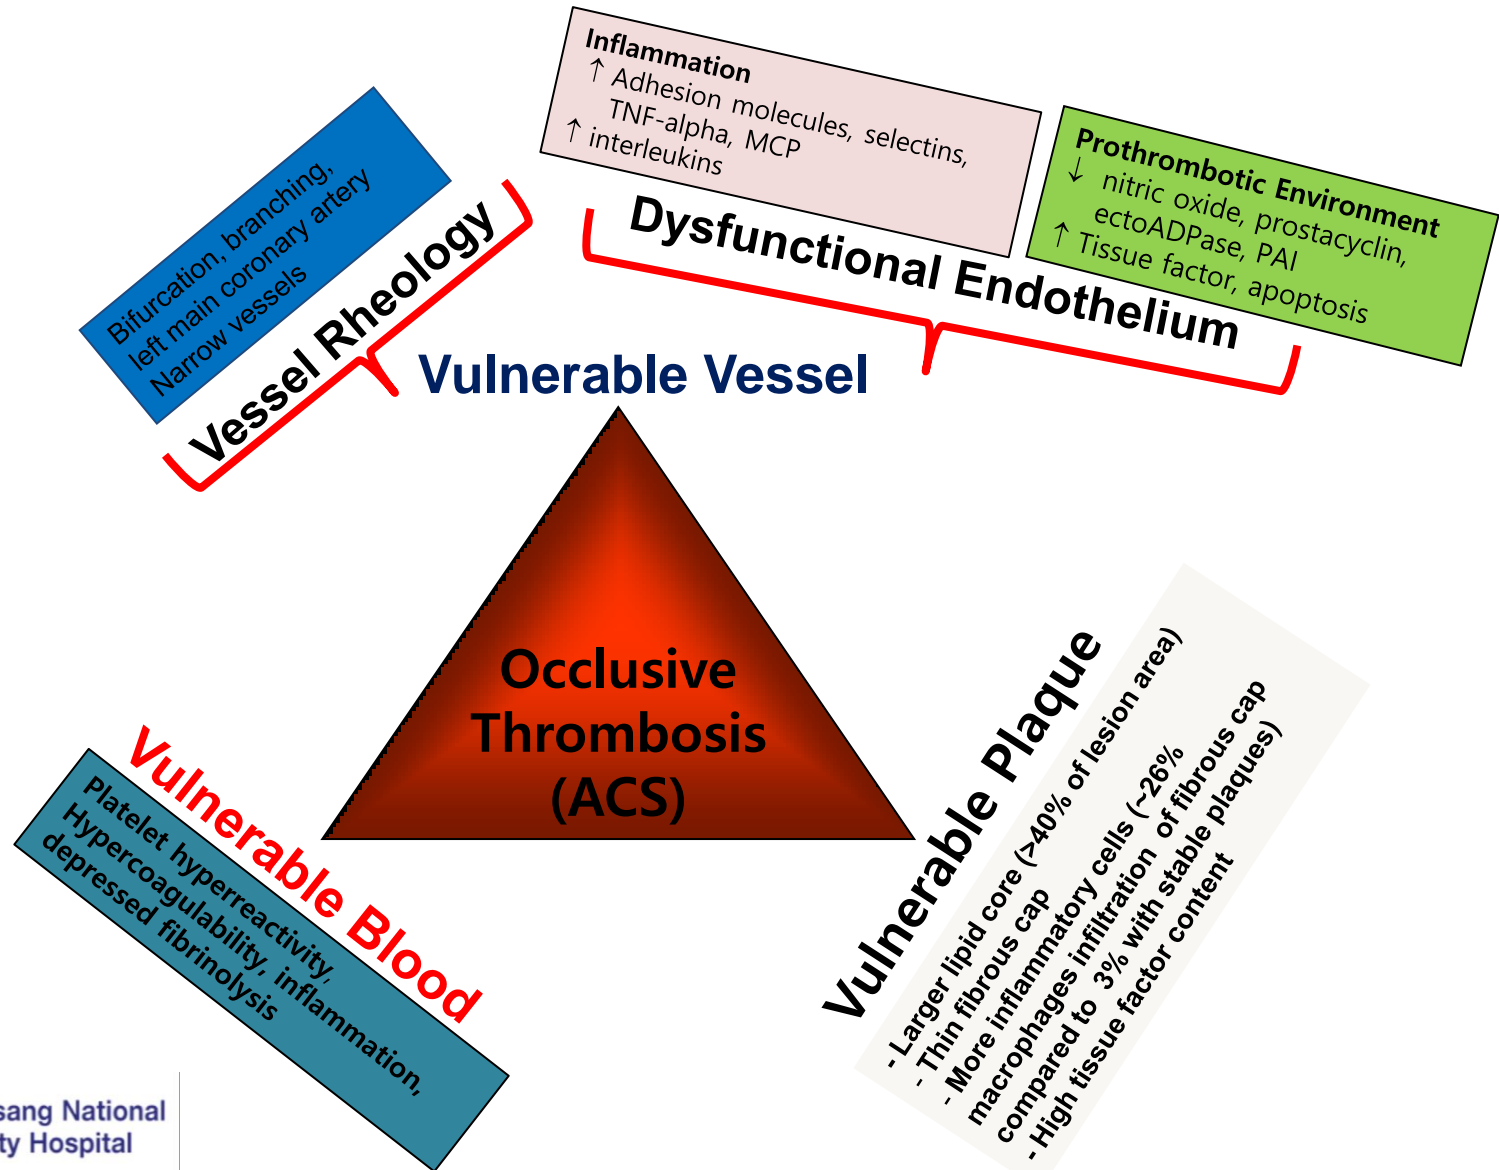 Inflammation
↑ Adhesion molecules, selectins,
TNF-alpha, MCP
↑ interleukins
Prothrombotic Environment
↓ nitric oxide, prostacyclin,
ectoADPase, PAI
↑ Tissue factor, apoptosis
Dysfunctional Endothelium
Bifurcation, branching,
left main coronary artery
Narrow vessels
Vessel Rheology
Vulnerable Vessel
Occlusive
Thrombosis
(ACS)
Vulnerable Blood
Platelet hyperreactivity,
Hypercoagulability, inflammation,
depressed fibrinolysis
Vulnerable Plaque
- Larger lipid core (>40% of lesion area)
- Thin fibrous cap
- More inflammatory cells (~26%
macrophages infiltration of fibrous cap
compared to 3% with stable plaques)
- High tissue factor content
sang National
ty Hospital